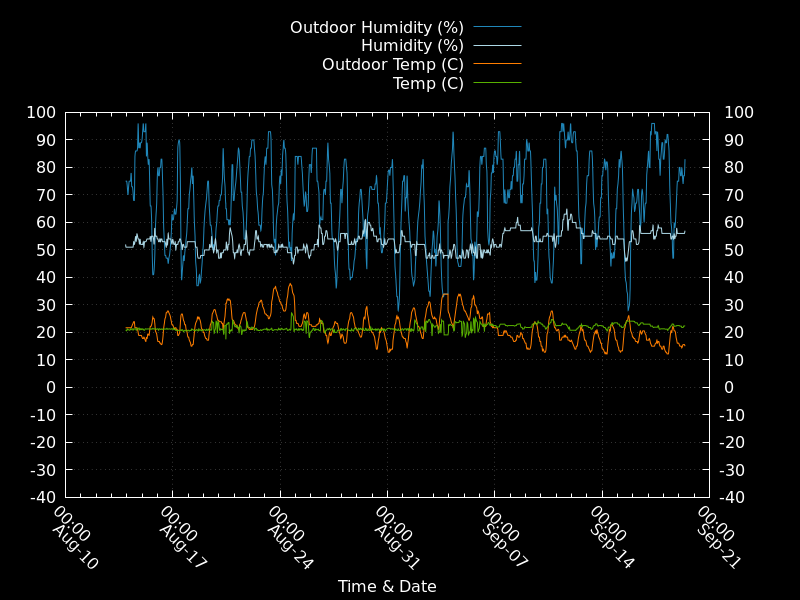 Outdoor Humidity (%)
Humidity (%)
Outdoor Temp (C)
Temp (C)
100 100
90 90
80 80
70 70
60 60
50 50
40 40
30 30
20 20
10 10
0 0
-10 -10
-20 -20
-30 -30
-40 -40
00:00 00:00 00:00 00:00 00:00 00:00 00:00
Aug-10 Aug-17 Aug-24 Aug-31 Sep-07 Sep-14 Sep-21
Time & Date